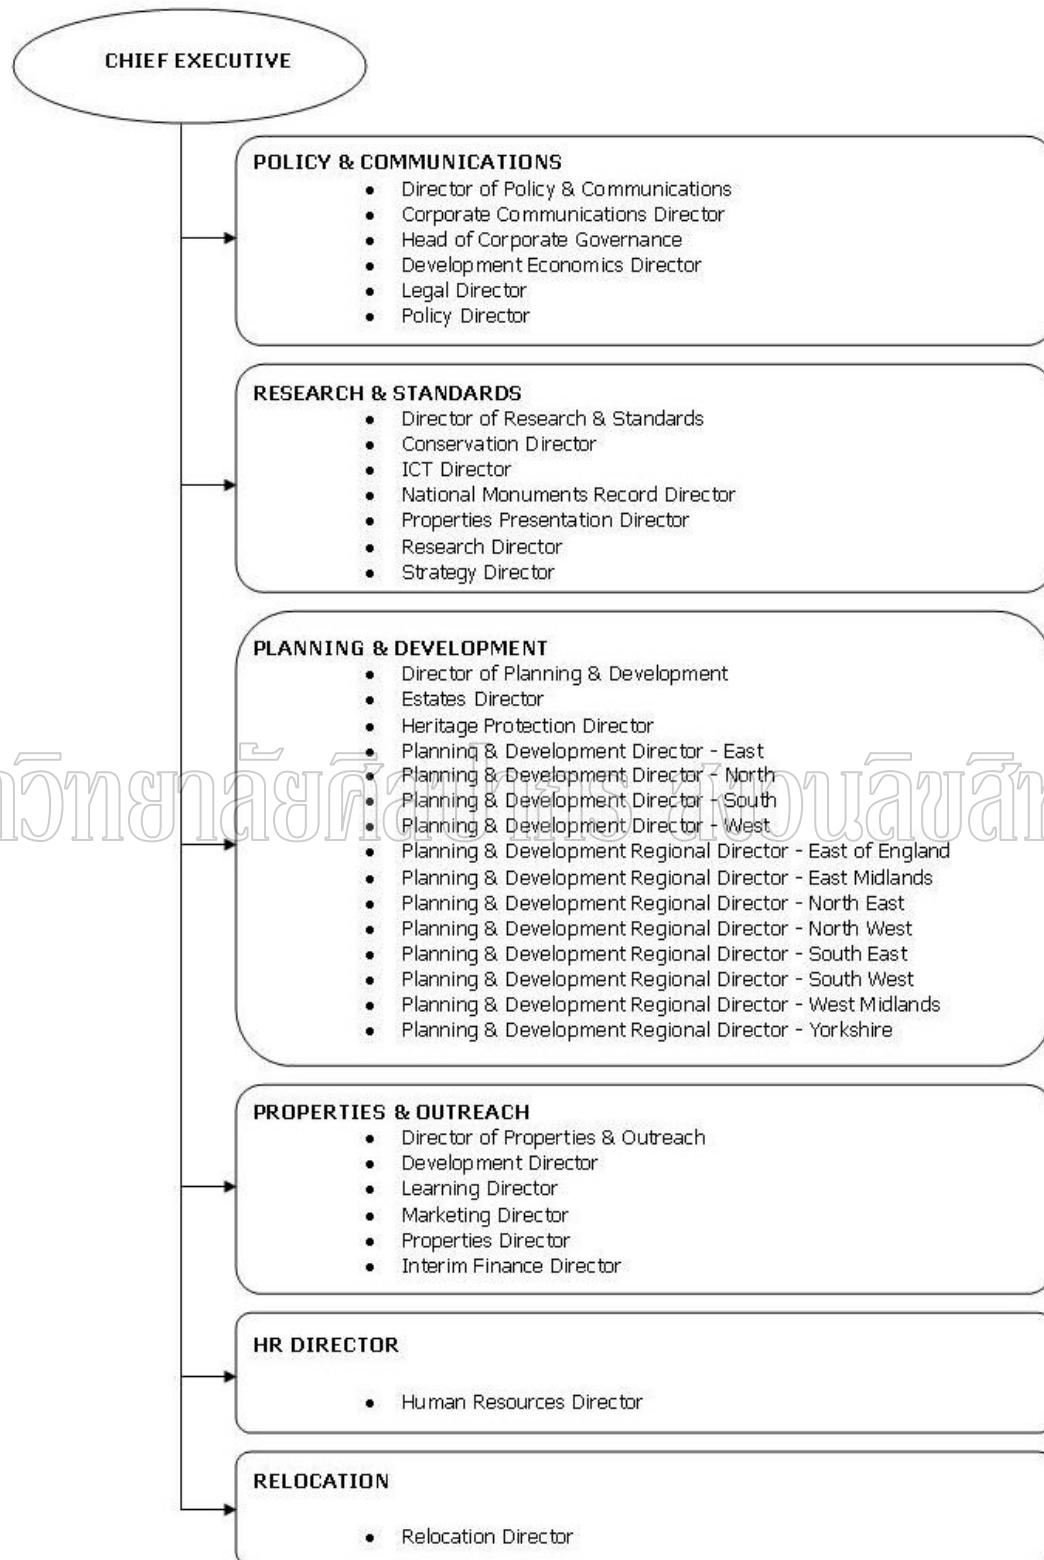 CHIEF EXECUTIVE
POLICY & COMMUNICATIONS
• Director of Policy & Communications
• Corporate Communications Director
• Head of Corporate Governance
• Development Economics Director
• Legal Director
• Policy Director
RESEARCH & STANDARDS
• Director of Research & Standards
• Conservation Director
• ICT Director
• National Monuments Record Director
• Properties Presentation Director
• Research Director
• Strategy Director
PLANNING & DEVELOPMENT
• Director of Planning & Development
• Estates Director
• Heritage Protection Director
• Planning & Development Director - East
• Planning & Development Director - North
• Planning & Development Director - South
• Planning & Development Director - West
• Planning & Development Regional Director - East of England
• Planning & Development Regional Director - East Midlands
• Planning & Development Regional Director - North East
• Planning & Development Regional Director - North West
• Planning & Development Regional Director - South East
• Planning & Development Regional Director - South West
• Planning & Development Regional Director - West Midlands
• Planning & Development Regional Director - Yorkshire
PROPERTIES & OUTREACH
• Director of Properties & Outreach
• Development Director
• Learning Director
• Marketing Director
• Properties Director
• Interim Finance Director
HR DIRECTOR
• Human Resources Director
RELOCATION
• Relocation Director